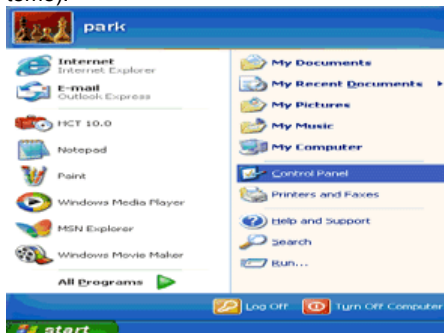 park
Internet
Internet Explorer
E-mail
Outlook Express
HCT 10.0
Notepad
Paint
Windows Media Player
MSN Explorer
Windows Movie Maker
All Programs
My Documents
My Recent Documents
My Pictures
My Music
My Computer
Control Panel
Printers and Faxes
Help and Support
Search
Run...
Log Off
Turn Off Computer
start